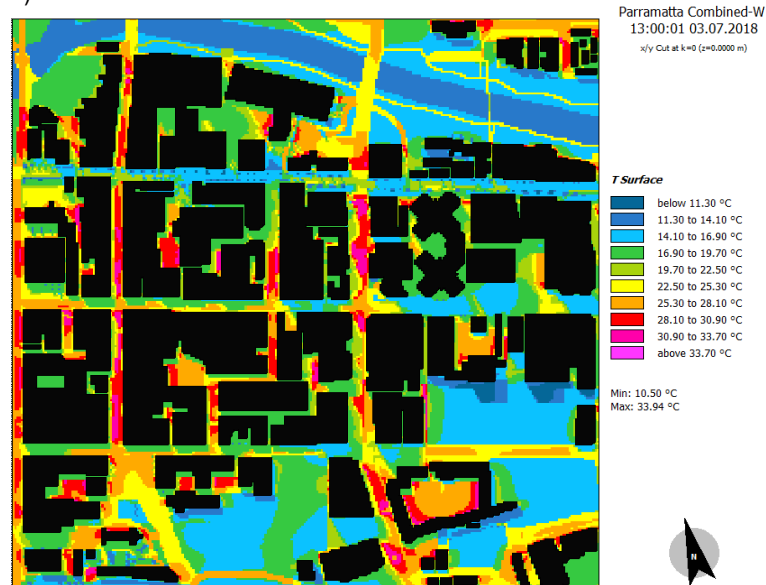 Parramatta Combined-W
13:00:01 03.07.2018
x/y Cut at k=0 (z=0.0000 m)
T Surface
below 11.30 °C
11.30 to 14.10 °C
14.10 to 16.90 °C
16.90 to 19.70 °C
19.70 to 22.50 °C
22.50 to 25.30 °C
25.30 to 28.10 °C
28.10 to 30.90 °C
30.90 to 33.70 °C
above 33.70 °C
Min: 10.50 °C
Max: 33.94 °C
N